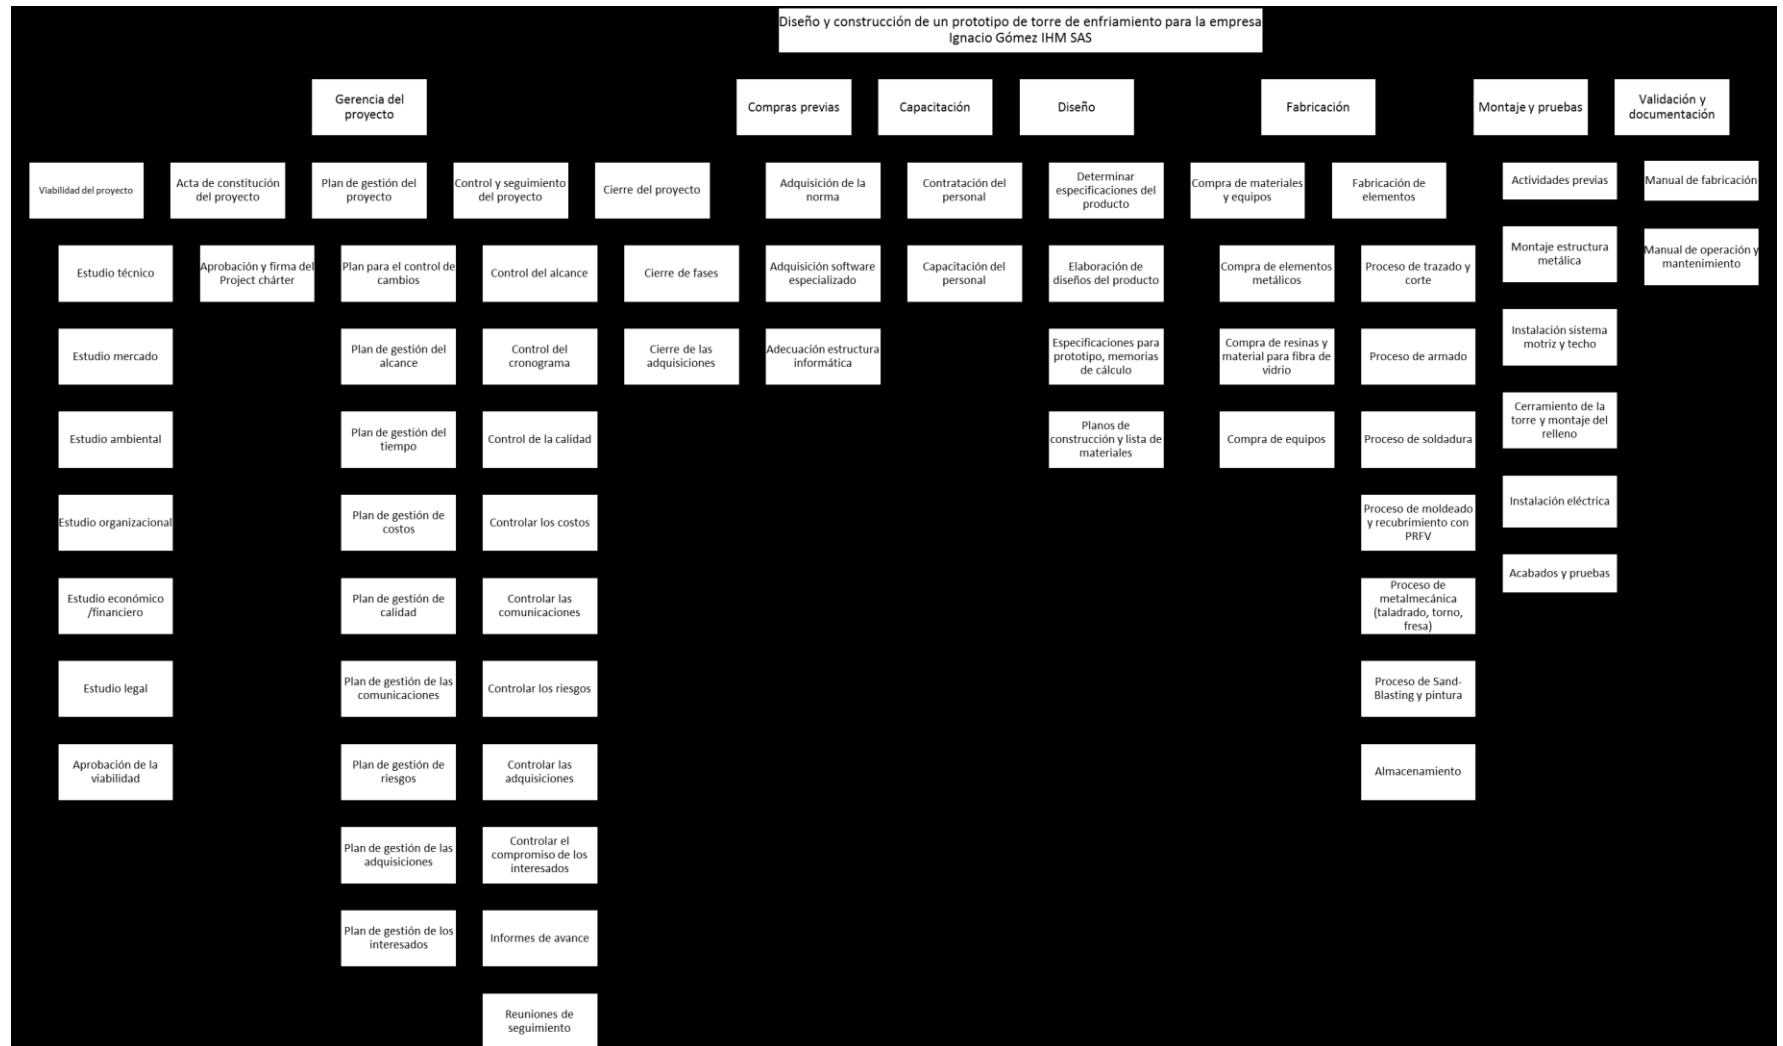 Diseño y construcción de un prototipo de torre de enfriamiento para la empresa
Ignacio Gómez IHM SAS
Gerencia del
proyecto
Compras previas
Capacitación
Diseño
Fabricación
Montaje y pruebas
Validación y
documentación
Viabilidad del proyecto
Acta de constitución
del proyecto
Plan de gestión del
proyecto
Control y seguimiento
del proyecto
Cierre del proyecto
Adquisición de la
norma
Contratación del
personal
Determinar
especificaciones del
producto
Compra de materiales
y equipos
Fabricación de
elementos
Actividades previas
Manual de fabricación
Estudio técnico
Aprobación y firma del
Project chárter
Plan para el control de
cambios
Control del alcance
Cierre de fases
Adquisición software
especializado
Capacitación del
personal
Elaboración de
diseños del producto
Compra de elementos
metálicos
Proceso de trazado y
corte
Montaje estructura
metálica
Manual de operación y
mantenimiento
Estudio mercado
Plan de gestión del
alcance
Control del
cronograma
Cierre de las
adquisiciones
Adecuación estructura
informática
Especificaciones para
prototipo, memorias
de cálculo
Compra de resinas y
material para fibra de
vidrio
Proceso de armado
Instalación sistema
motriz y techo
Estudio ambiental
Plan de gestión del
tiempo
Control de la calidad
Planos de
construcción y lista de
materiales
Compra de equipos
Proceso de soldadura
Cerramiento de la
torre y montaje del
relleno
Estudio organizacional
Plan de gestión de
costos
Controlar los costos
Proceso de moldeado
y recubrimiento con
PRFV
Instalación eléctrica
Estudio económico
/financiero
Plan de gestión de
calidad
Controlar las
comunicaciones
Proceso de
metalmecánica
(taladrado, torno,
fresa)
Acabados y pruebas
Estudio legal
Plan de gestión de las
comunicaciones
Controlar los riesgos
Proceso de Sand-
Blasting y pintura
Aprobación de la
viabilidad
Plan de gestión de
riesgos
Controlar las
adquisiciones
Almacenamiento
Plan de gestión de las
adquisiciones
Controlar el
compromiso de los
interesados
Plan de gestión de los
interesados
Informes de avance
Reuniones de
seguimiento